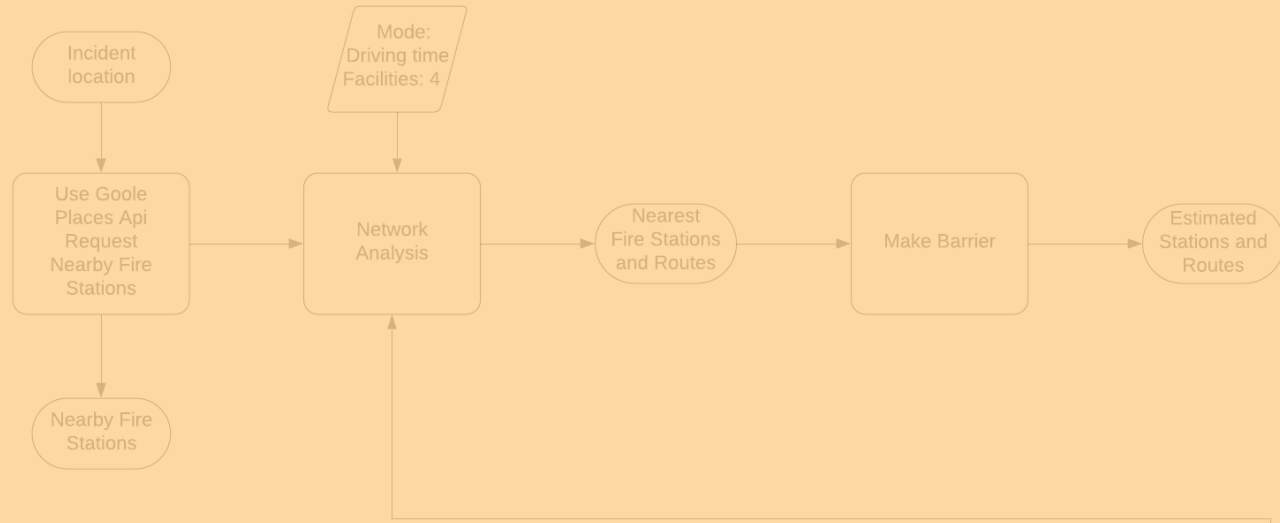 Incident
location
Mode:
Driving time
Facilities: 4
Use Goole
Places Api
Request
Nearby Fire
Stations
Network
Analysis
Nearest
Fire Stations
and Routes
Make Barrier
Estimated
Stations and
Routes
Nearby Fire
Stations